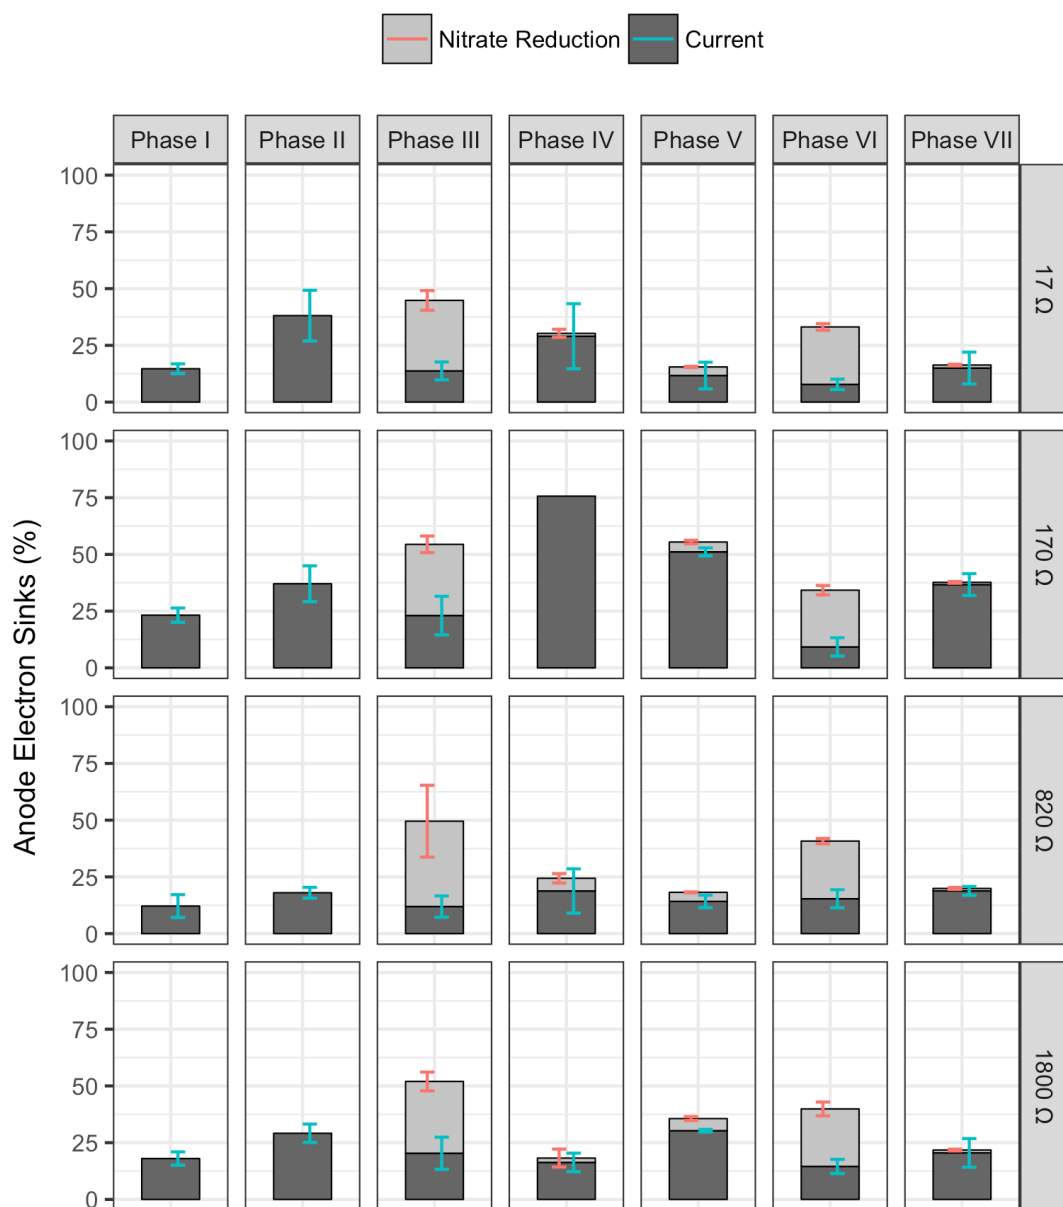 Nitrate Reduction Current
Phase I Phase II Phase III Phase IV Phase V Phase VI Phase VII
Anode Electron Sinks (%)
100
75
50
25
0
17 Ω
100
75
50
25
0
170 Ω
100
75
50
25
0
820 Ω
100
75
50
25
0
1800 Ω